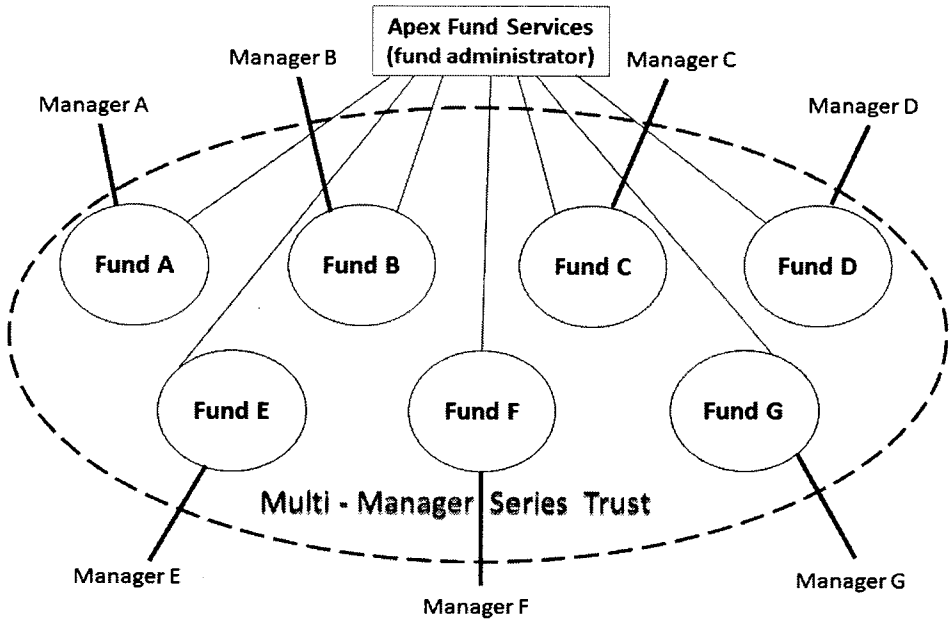 Apex Fund Services
(fund administrator)
Manager B
Manager C
Manager A
Manager D
Fund A
Fund B
Fund C
Fund D
Fund E
Fund F
Fund G
Multi - Manager Series Trust
Manager E
Manager F
Manager G